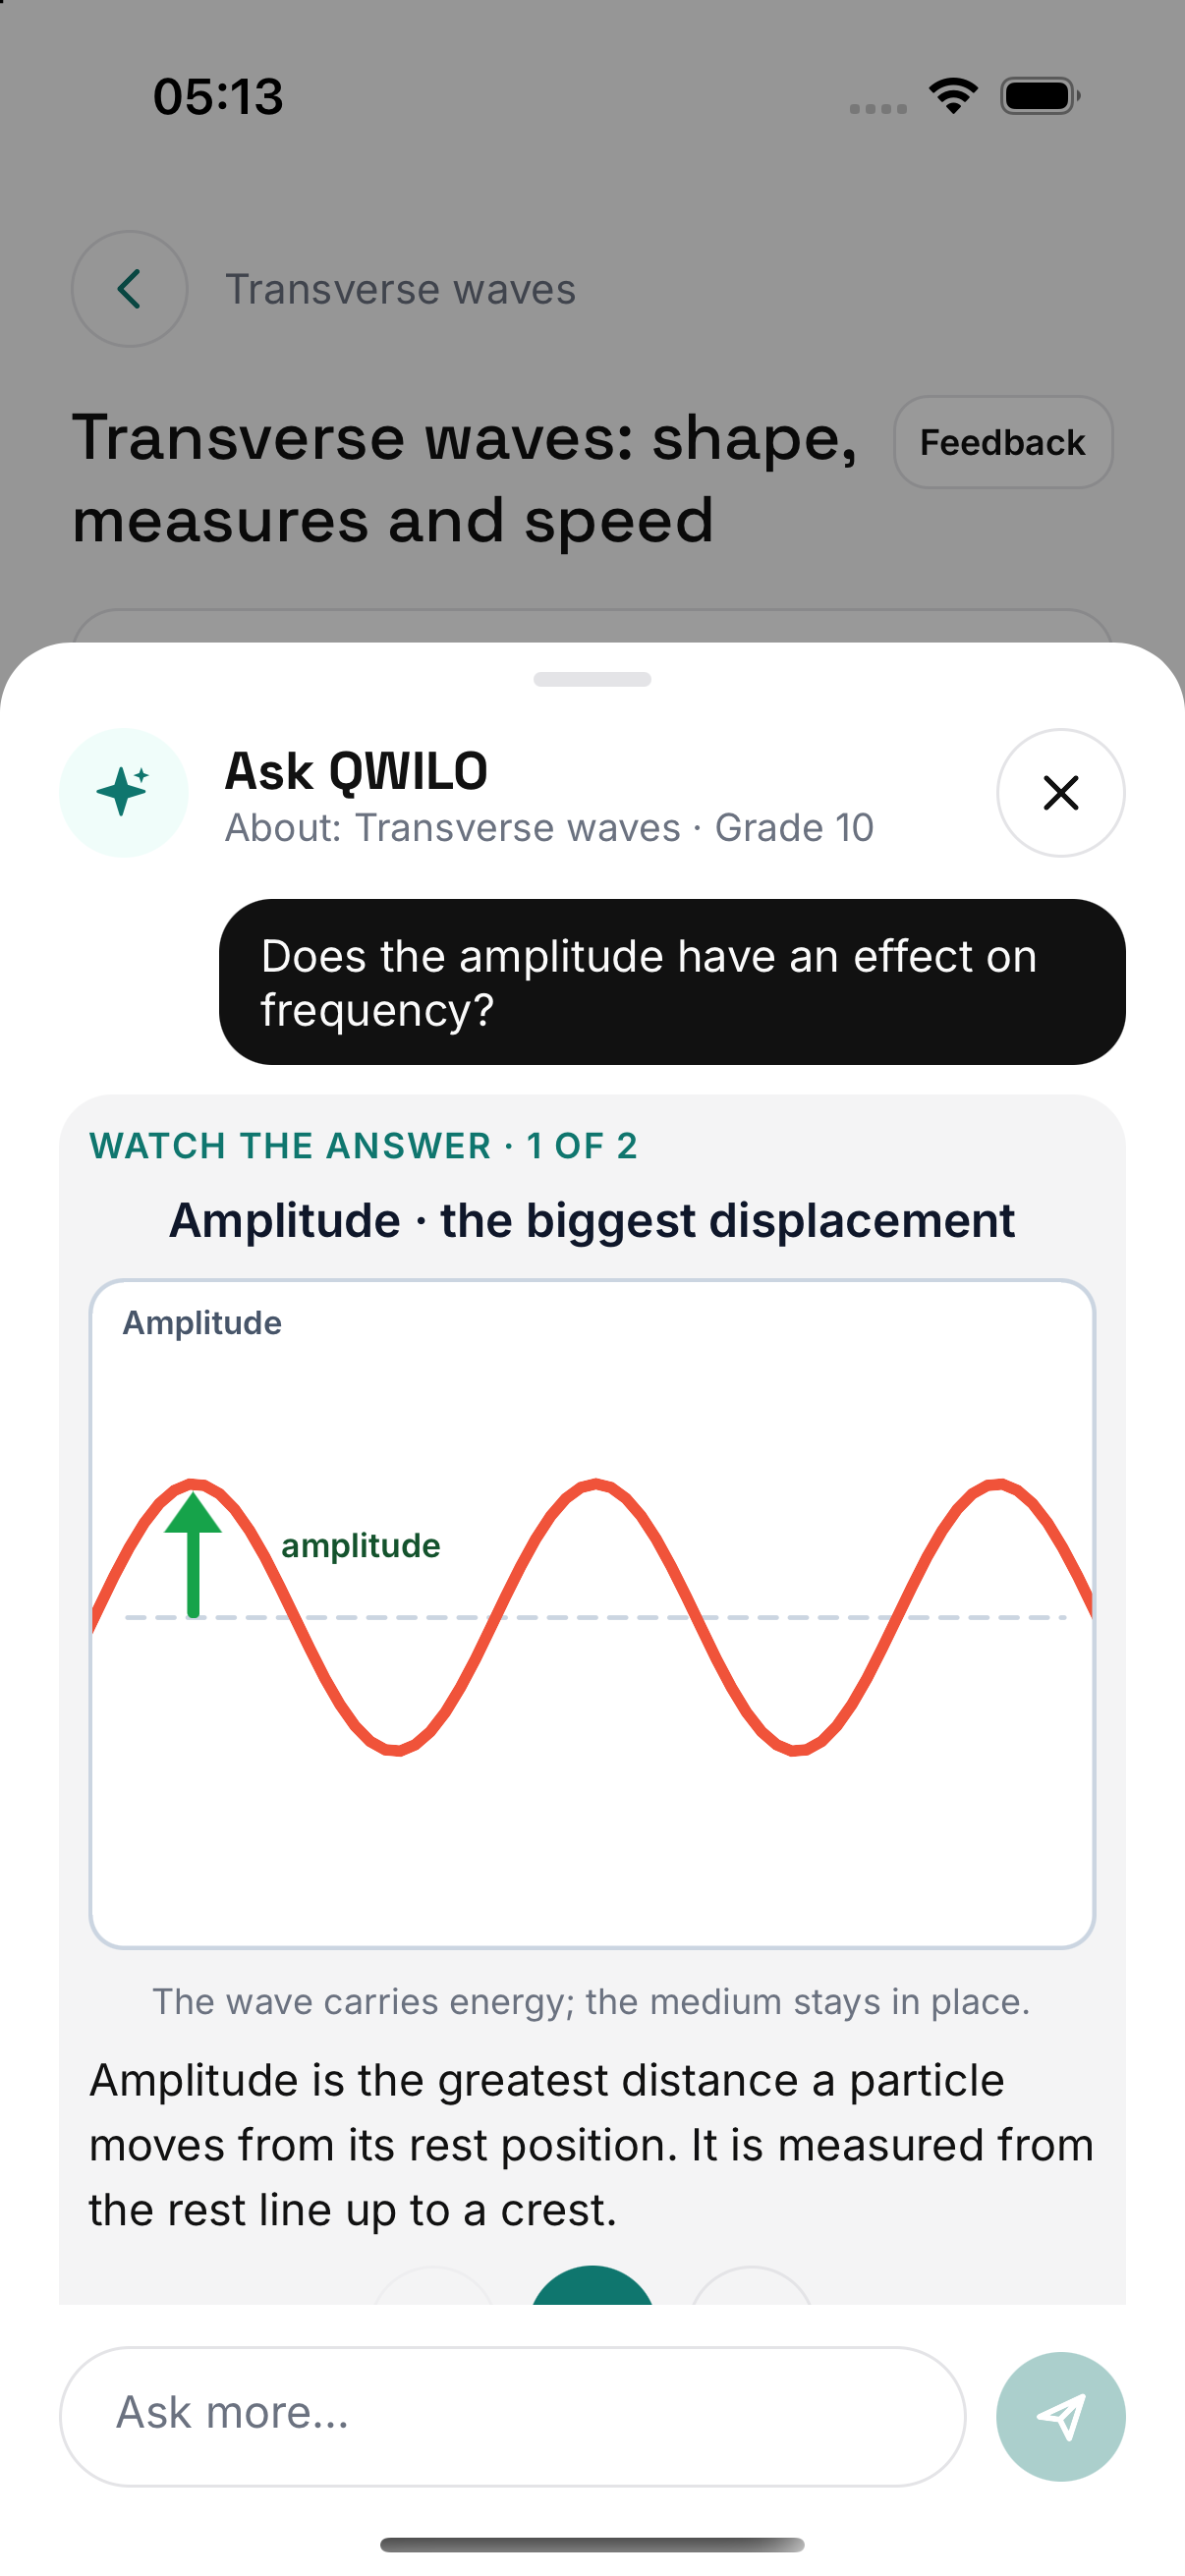 05:13
Transverse waves
Transverse waves: shape,
measures and speed
Feedback
Ask QWILO
About: Transverse waves · Grade 10
Does the amplitude have an effect on
frequency?
WATCH THE ANSWER · 1 OF 2
Amplitude · the biggest displacement
Amplitude
amplitude
The wave carries energy; the medium stays in place.
Amplitude is the greatest distance a particle
moves from its rest position. It is measured from
the rest line up to a crest.
Ask more...